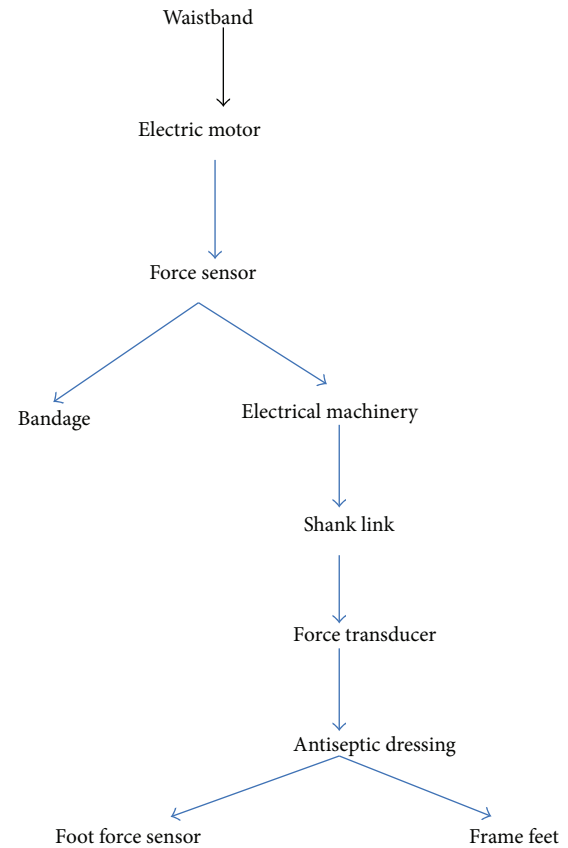 Waistband
Electric motor
Force sensor
Bandage
Electrical machinery
Shank link
Force transducer
Antiseptic dressing
Foot force sensor
Frame feet